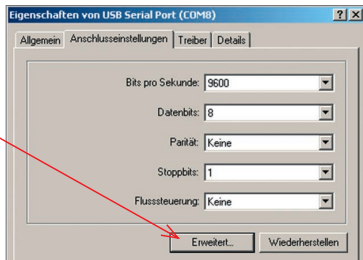 Eigenschaften von USB Serial Port (COM8)
Allgemein Anschlusseinstellungen Treiber Details
Bits pro Sekunde: 9600
Datenbits: 8
Parität: Keine
Stoppbits: 1
Flusssteuerung: Keine
Erweitert... Wiederherstellen